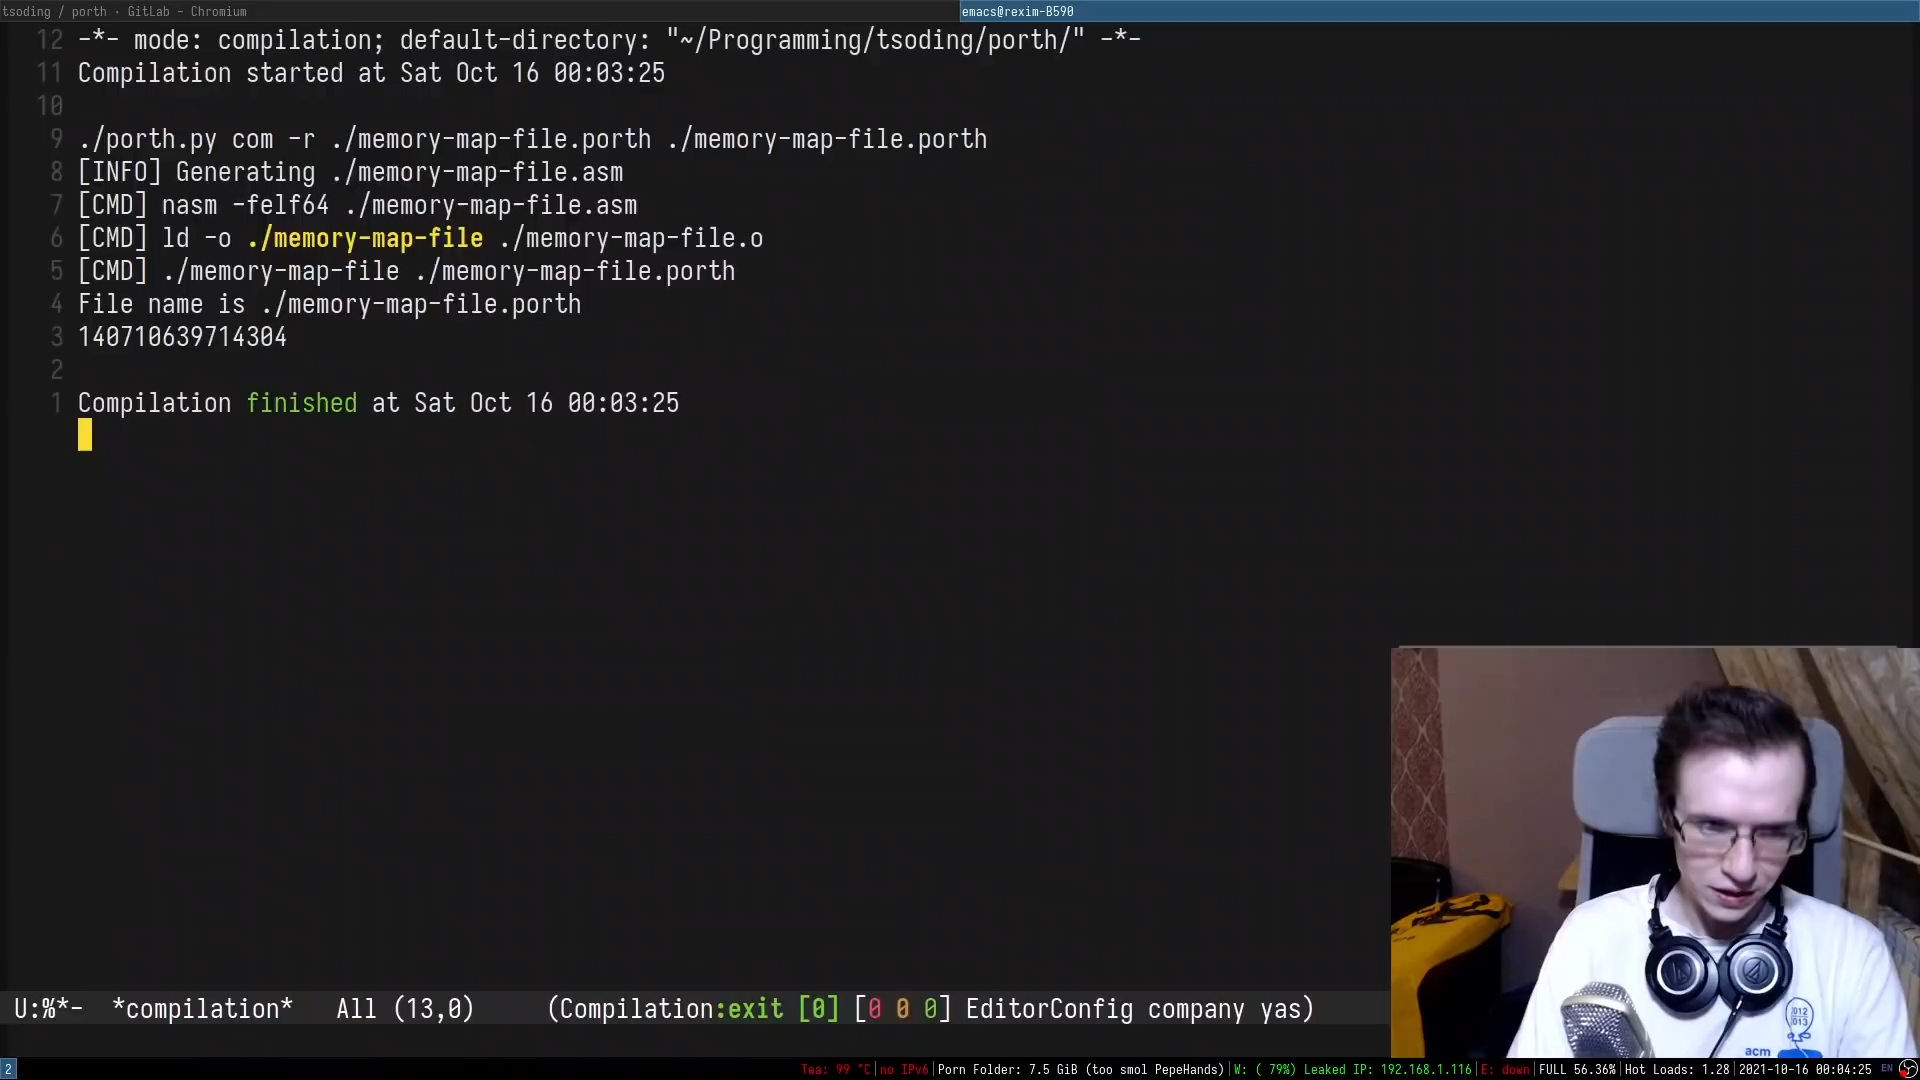 tsoding / porth · GitLab - Chromium
emacs@rexim-B590
12 -*- mode: compilation; default-directory: "~/Programming/tsoding/porth/" -*-
11 Compilation started at Sat Oct 16 00:03:25
10
9 ./porth.py com -r ./memory-map-file.porth ./memory-map-file.porth
8 [INFO] Generating ./memory-map-file.asm
7 [CMD] nasm -felf64 ./memory-map-file.asm
6 [CMD] ld -o ./memory-map-file ./memory-map-file.o
5 [CMD] ./memory-map-file ./memory-map-file.porth
4 File name is ./memory-map-file.porth
3 140710639714304
2
1 Compilation finished at Sat Oct 16 00:03:25
012
013
acm
U:%*- *compilation* All (13,0) (Compilation:exit [0] [0 0 0] EditorConfig company yas)
2 Tea: 99 °C|no IPv6|Porn Folder: 7.5 GiB (too smol PepeHands)|W: ( 79%) Leaked IP: 192.168.1.116|E: down|FULL 56.36%|Hot Loads: 1.28|2021-10-16 00:04:25 EN